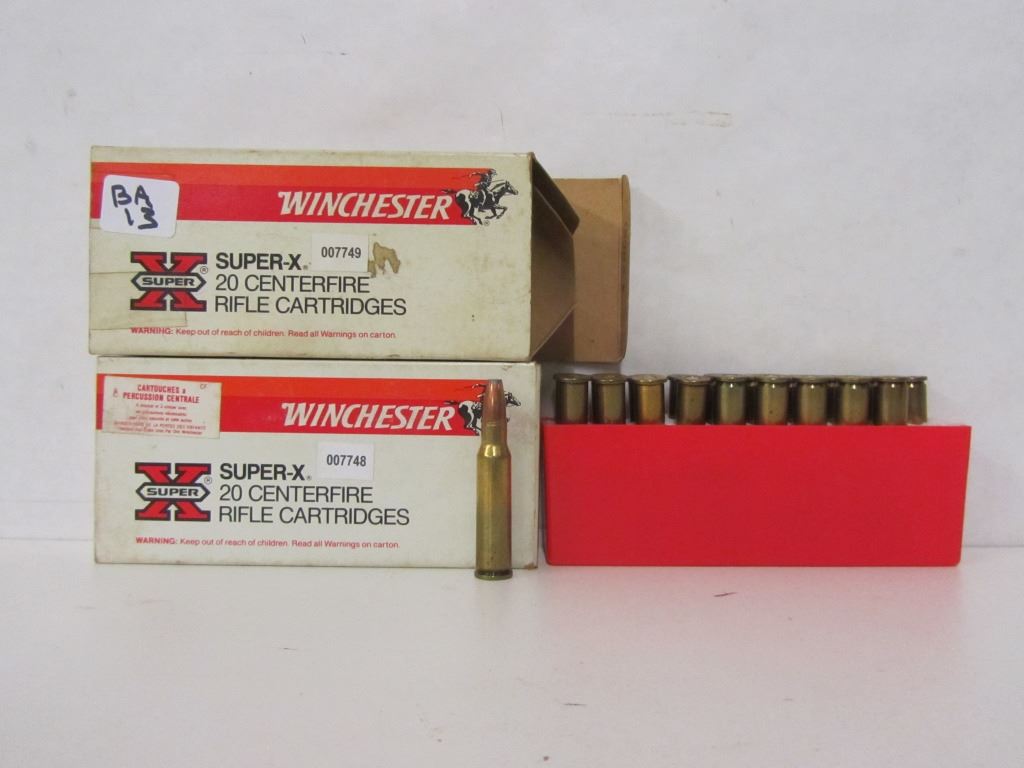 BA
13
WINCHESTER
®
X
SUPER
®
SUPER-X®
007749
20 CENTERFIRE
RIFLE CARTRIDGES
WARNING: Keep out of reach of children. Read all Warnings on carton.
CARTOUCHES à
CF
PERCUSSION CENTRALE
WINCHESTER
X
SUPER
®
SUPER-X®
007748
20 CENTERFIRE
RIFLE CARTRIDGES
WARNING: Keep out of reach of children. Read all Warnings on carton.